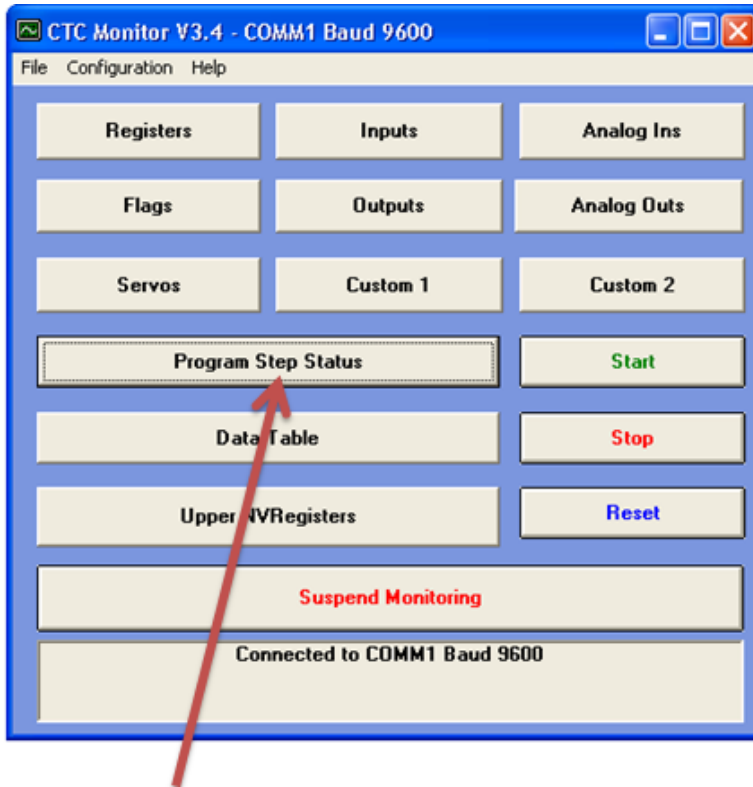 CTC Monitor V3.4 - COMM1 Baud 9600
File Configuration Help
Registers Inputs Analog Ins
Flags Outputs Analog Outs
Servos Custom 1 Custom 2
Program Step Status Start
Data Table Stop
Upper NVRegisters Reset
Suspend Monitoring
Connected to COMM1 Baud 9600